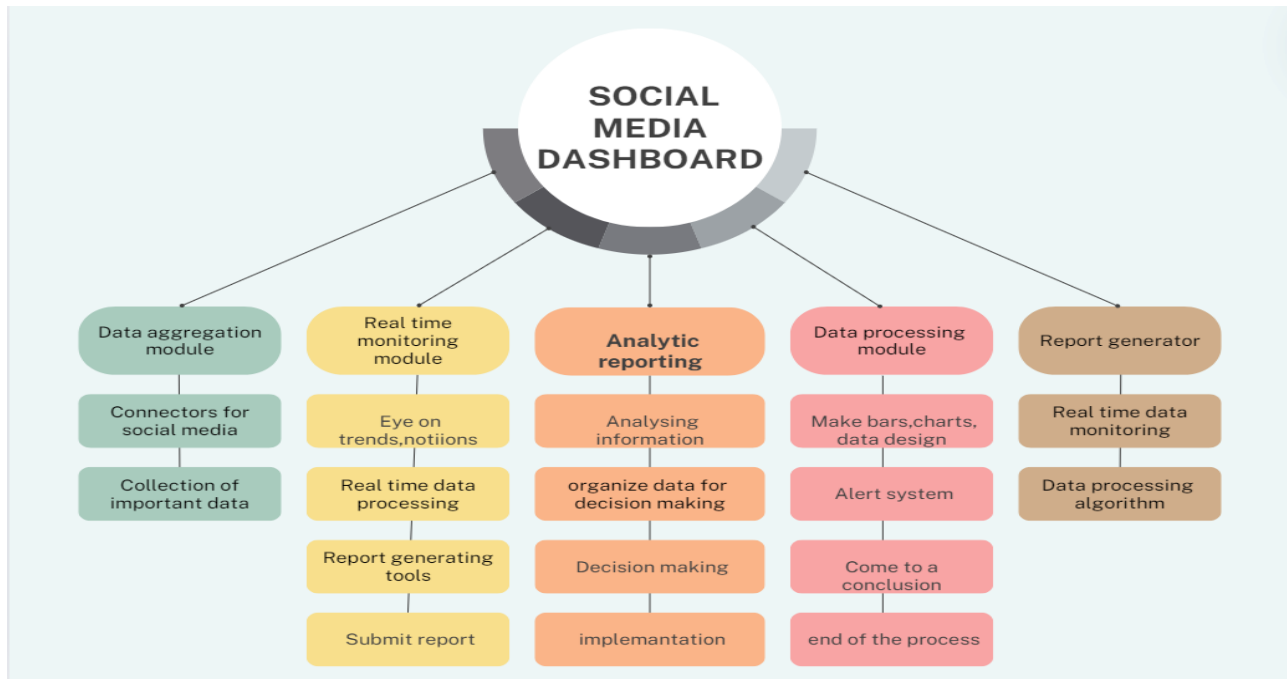 SOCIAL
MEDIA
DASHBOARD
Data aggregation
module
Connectors for
social media
Collection of
important data
Real time
monitoring
module
Eye on
trends,notiions
Real time data
processing
Report generating
tools
Submit report
Analytic
reporting
Analysing
information
organize data for
decision making
Decision making
implemantation
Data processing
module
Make bars,charts,
data design
Alert system
Come to a
conclusion
end of the process
Report generator
Real time data
monitoring
Data processing
algorithm